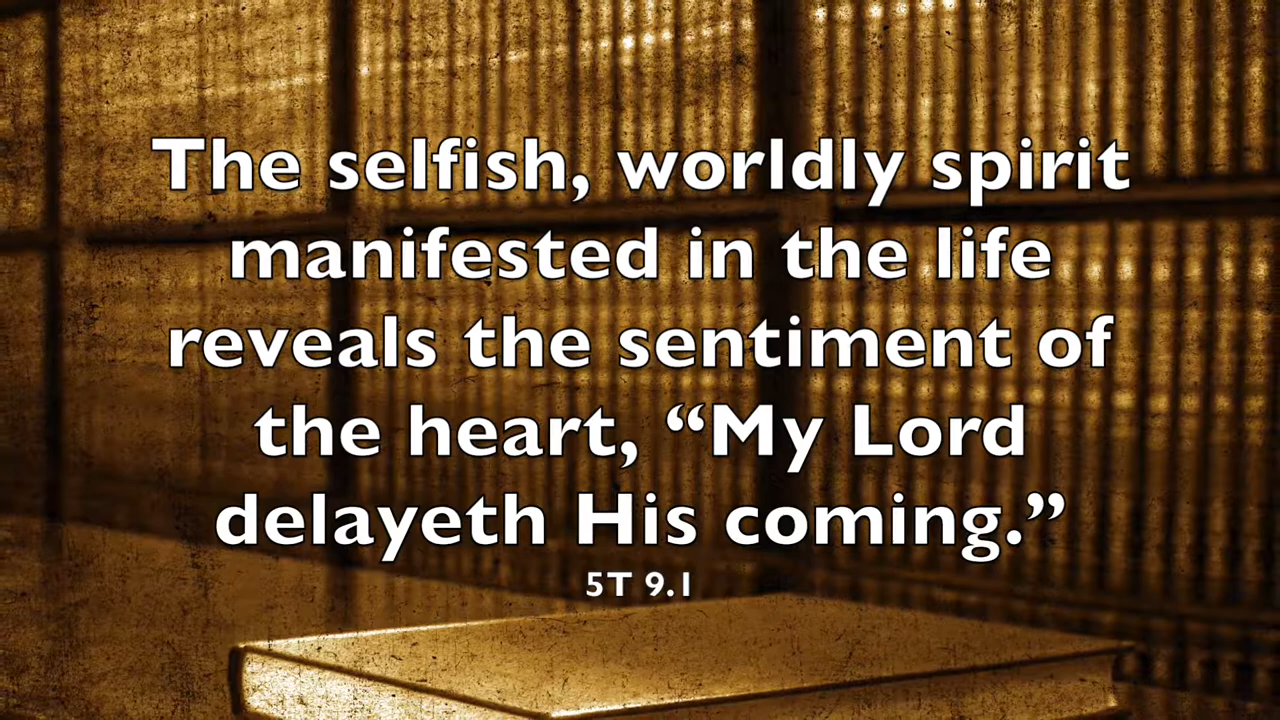 The selfish, worldly spirit
manifested in the life
reveals the sentiment of
the heart, “My Lord
delayeth His coming.”
5T 9.1